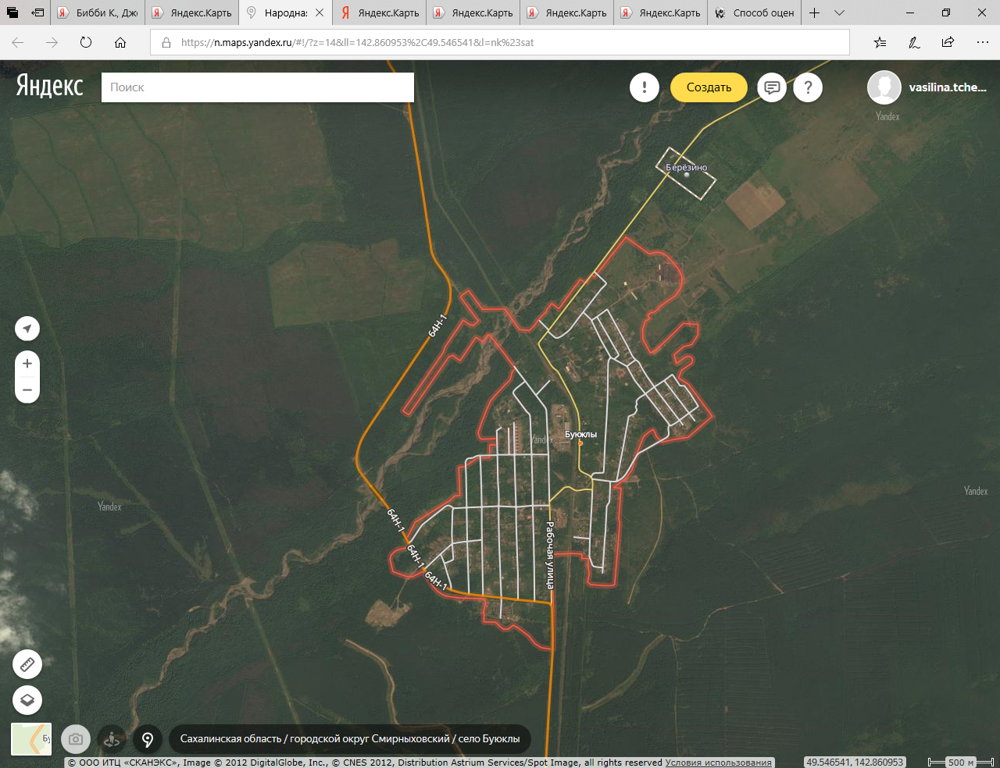 Бибби К., Дж
Яндекс.Карть
Народна
Яндекс.Карть
Яндекс.Карть
Яндекс.Карть
Яндекс.Карть
Способ оцен
https://n.maps.yandex.ru/#!/?z=14&ll=142.860953%2C49.546541&l=nk%23sat
Яндекс
Поиск
!
Создать
?
vasilina.tche...
Yandex
Берёзино
64Н-1
Буюклы
Yandex
Yandex
Yandex
64Н-1
64Н-1
64Н-1
Рабочая улица
Сахалинская область / городской округ Смирныховский / село Буюклы
© ООО ИТЦ «СКАНЭКС», Image © 2012 DigitalGlobe, Inc., © CNES 2012, Distribution Astrium Services/Spot Image, all rights reserved Условия использования
49.546541, 142.860953
500 м